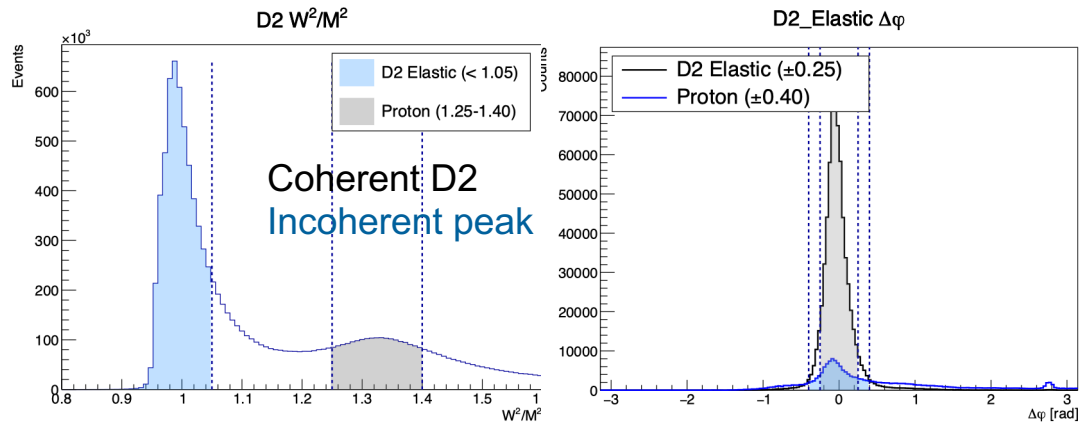 D2 W²/M²
×10³
Events
D2 Elastic (< 1.05)
Proton (1.25-1.40)
Coherent D2
Incoherent peak
600
500
400
300
200
100
0
0.8 0.9 1 1.1 1.2 1.3 1.4 1.5
W²/M²
D2_Elastic Δφ
D2 Elastic (±0.25)
Proton (±0.40)
80000
70000
60000
50000
40000
30000
20000
10000
0
−3 −2 −1 0 1 2 3
Δφ [rad]